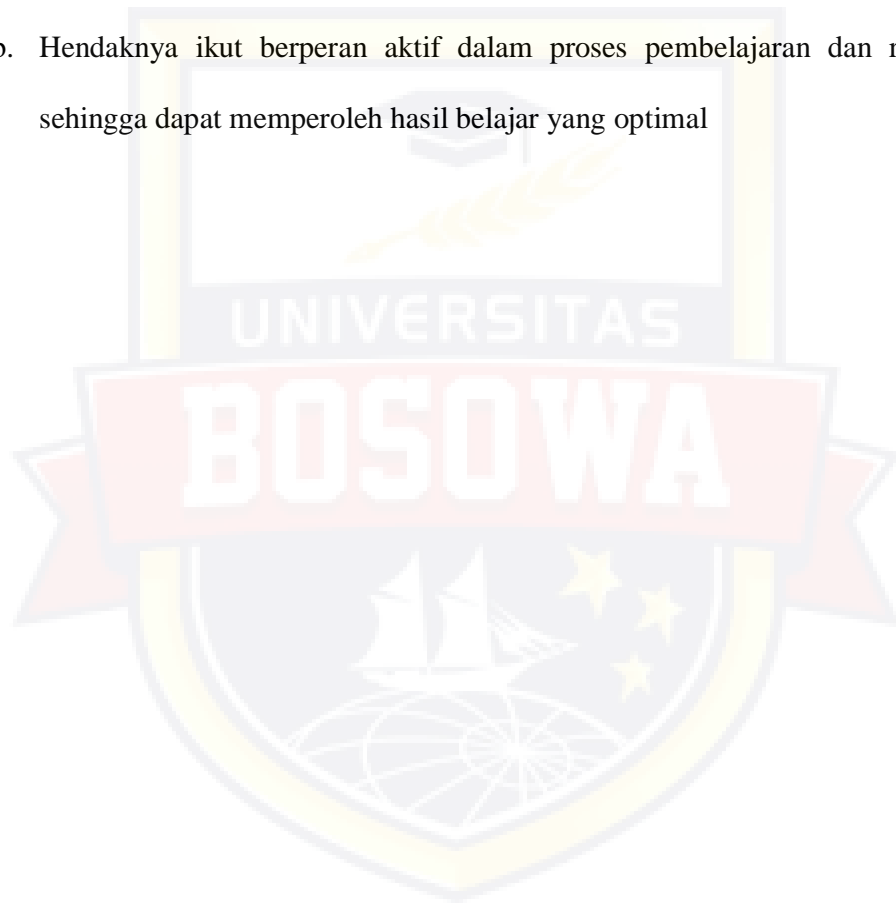 b. Hendaknya ikut berperan aktif dalam proses pembelajaran dan
sehingga dapat memperoleh hasil belajar yang optimal
UNIVERSITAS
BOSOWA